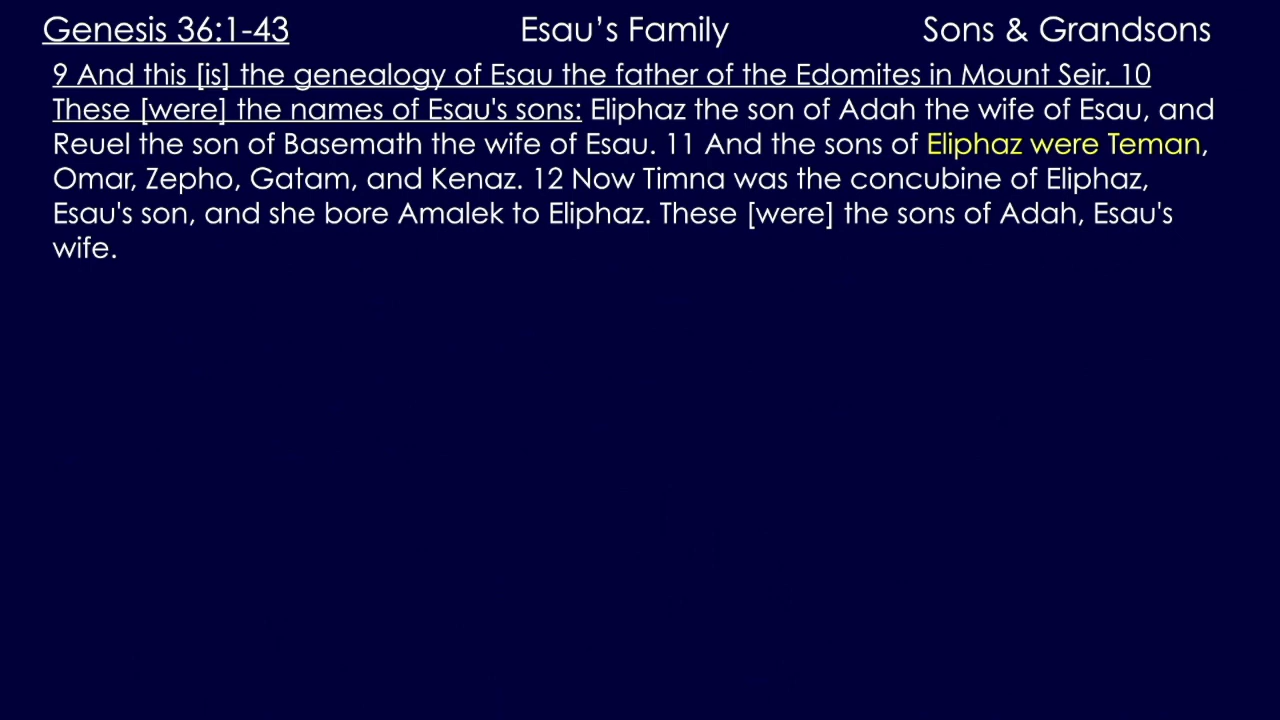 Genesis 36:1-43 Esau’s Family Sons & Grandsons
9 And this [is] the genealogy of Esau the father of the Edomites in Mount Seir. 10
These [were] the names of Esau's sons: Eliphaz the son of Adah the wife of Esau, and
Reuel the son of Basemath the wife of Esau. 11 And the sons of Eliphaz were Teman,
Omar, Zepho, Gatam, and Kenaz. 12 Now Timna was the concubine of Eliphaz,
Esau's son, and she bore Amalek to Eliphaz. These [were] the sons of Adah, Esau's
wife.